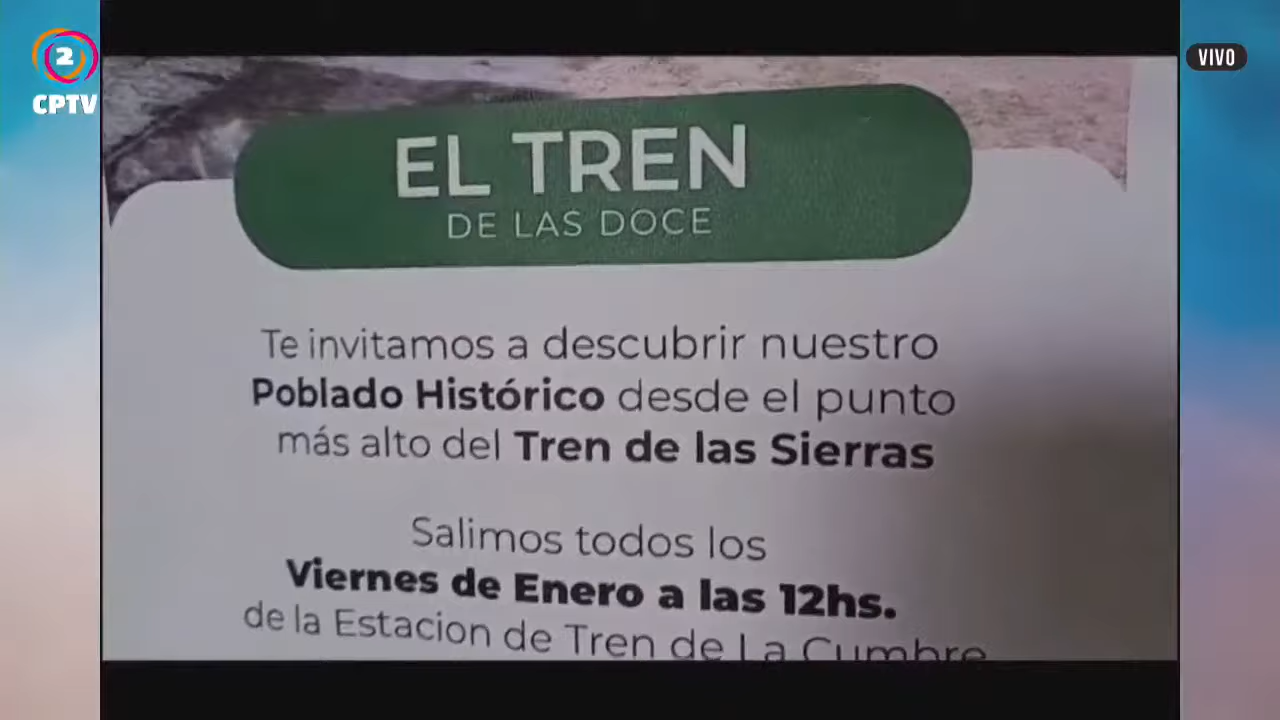 2
CPTV
VIVO
EL TREN
DE LAS DOCE
Te invitamos a descubrir nuestro
Poblado Histórico desde el punto
más alto del Tren de las Sierras
Salimos todos los
Viernes de Enero a las 12hs.
de la Estacion de Tren de La Cumbre